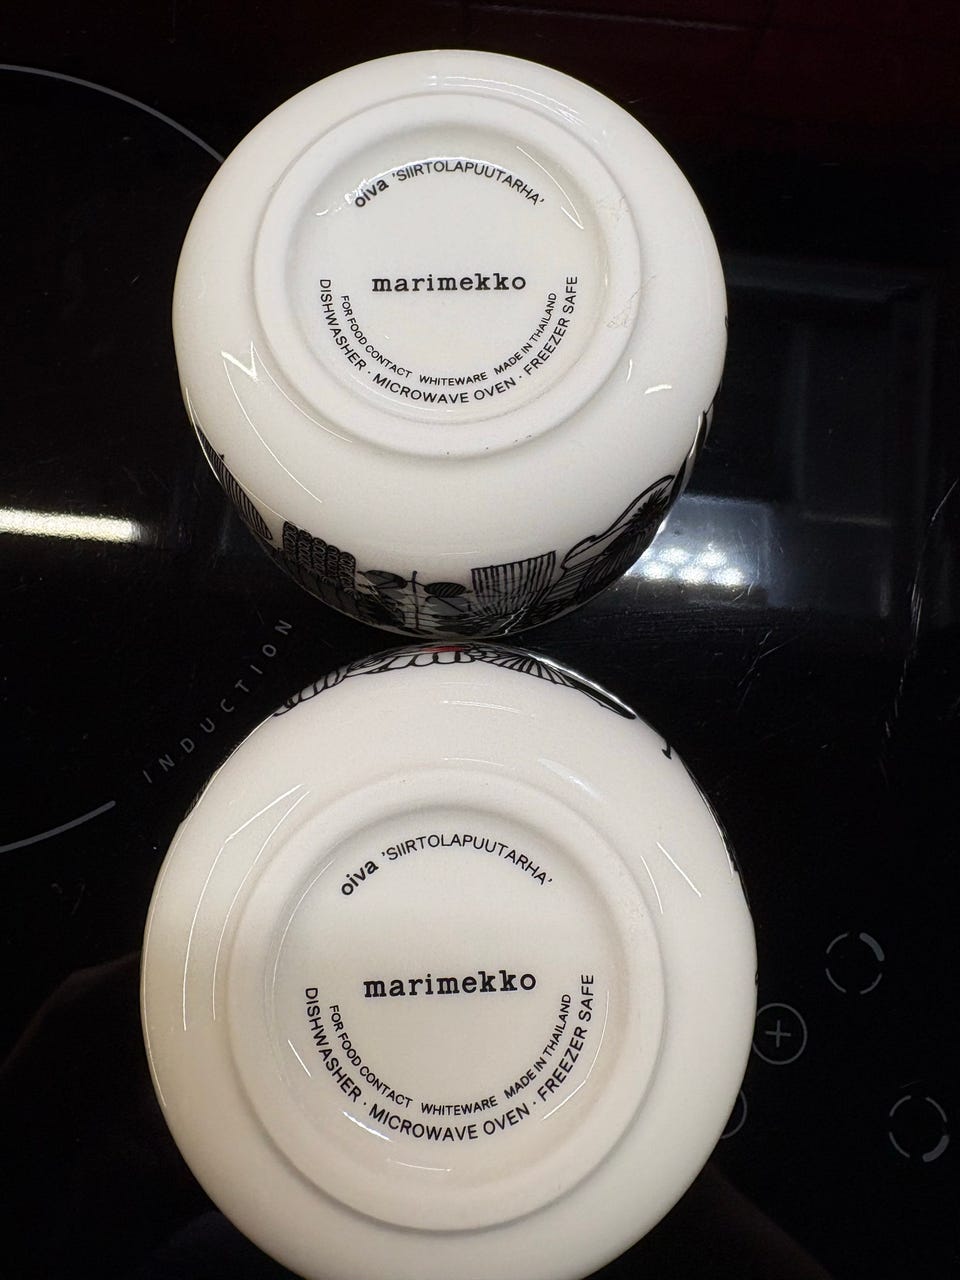 oiva 'SIIRTOLAPUUTARHA'
marimekko
FOR FOOD CONTACT WHITEWARE MADE IN THAILAND
DISHWASHER · MICROWAVE OVEN · FREEZER SAFE
INDUCTION
oiva 'SIIRTOLAPUUTARHA'
marimekko
FOR FOOD CONTACT WHITEWARE MADE IN THAILAND
DISHWASHER · MICROWAVE OVEN · FREEZER SAFE
+